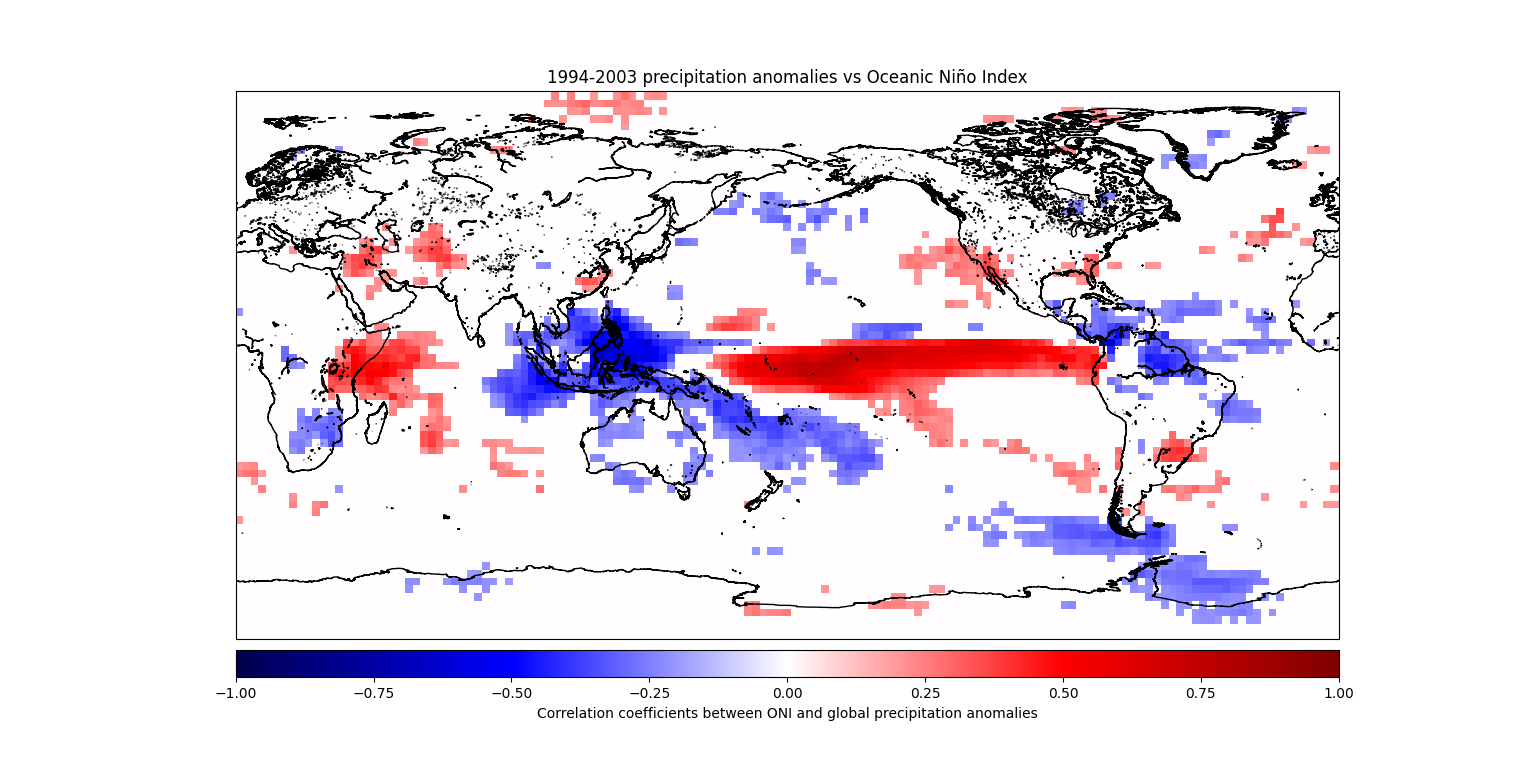 1994-2003 precipitation anomalies vs Oceanic Niño Index
−1.00 −0.75 −0.50 −0.25 0.00 0.25 0.50 0.75 1.00
Correlation coefficients between ONI and global precipitation anomalies